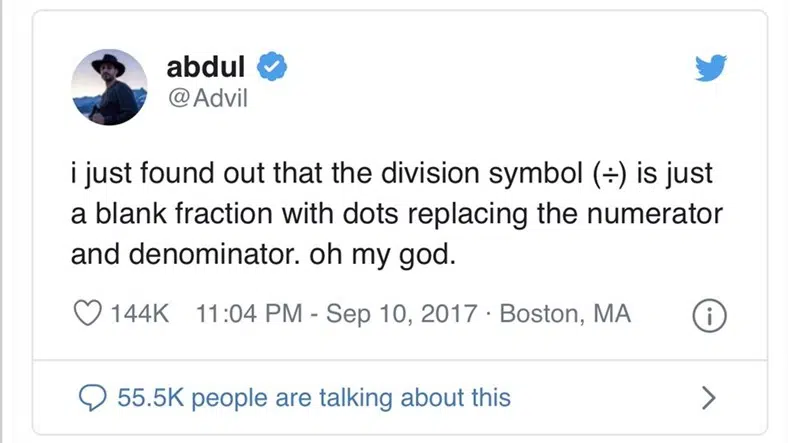 abdul
@Advil
i just found out that the division symbol (÷) is just
a blank fraction with dots replacing the numerator
and denominator. oh my god.
144K 11:04 PM - Sep 10, 2017 · Boston, MA
55.5K people are talking about this